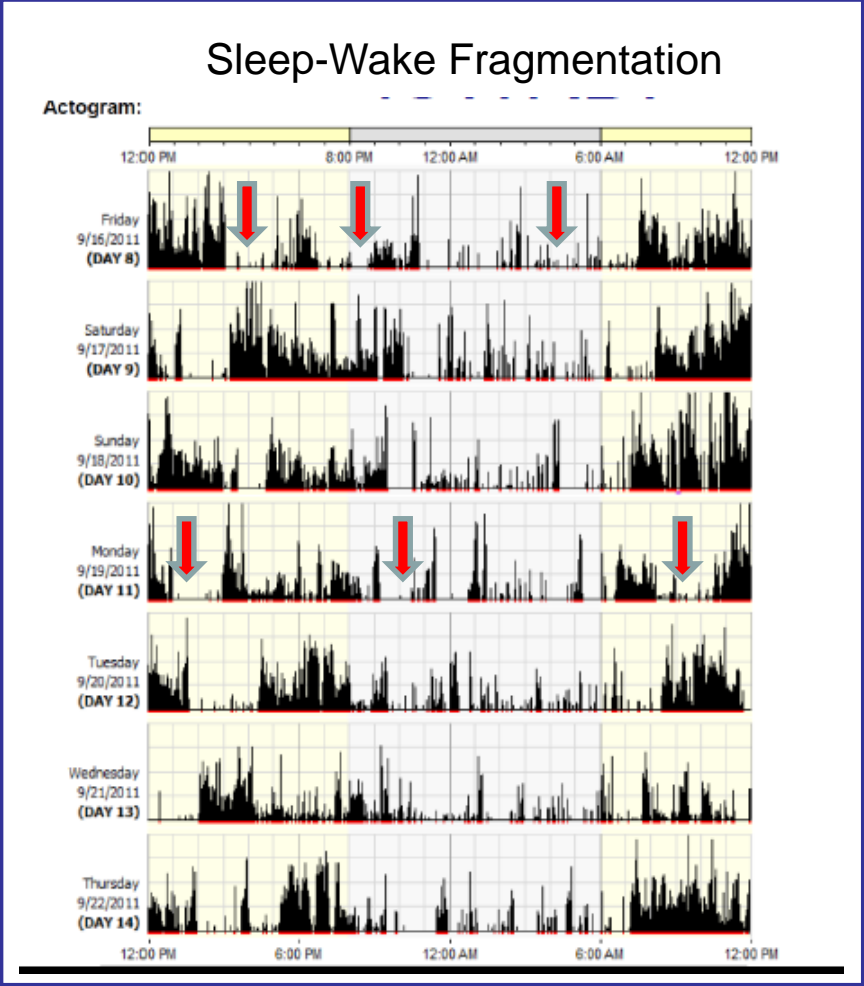 Sleep-Wake Fragmentation
Actogram:
12:00 PM 8:00 PM 12:00 AM 6:00 AM 12:00 PM
Friday
9/16/2011
(DAY 8)
Saturday
9/17/2011
(DAY 9)
Sunday
9/18/2011
(DAY 10)
Monday
9/19/2011
(DAY 11)
Tuesday
9/20/2011
(DAY 12)
Wednesday
9/21/2011
(DAY 13)
Thursday
9/22/2011
(DAY 14)
12:00 PM 6:00 PM 12:00 AM 6:00 AM 12:00 PM